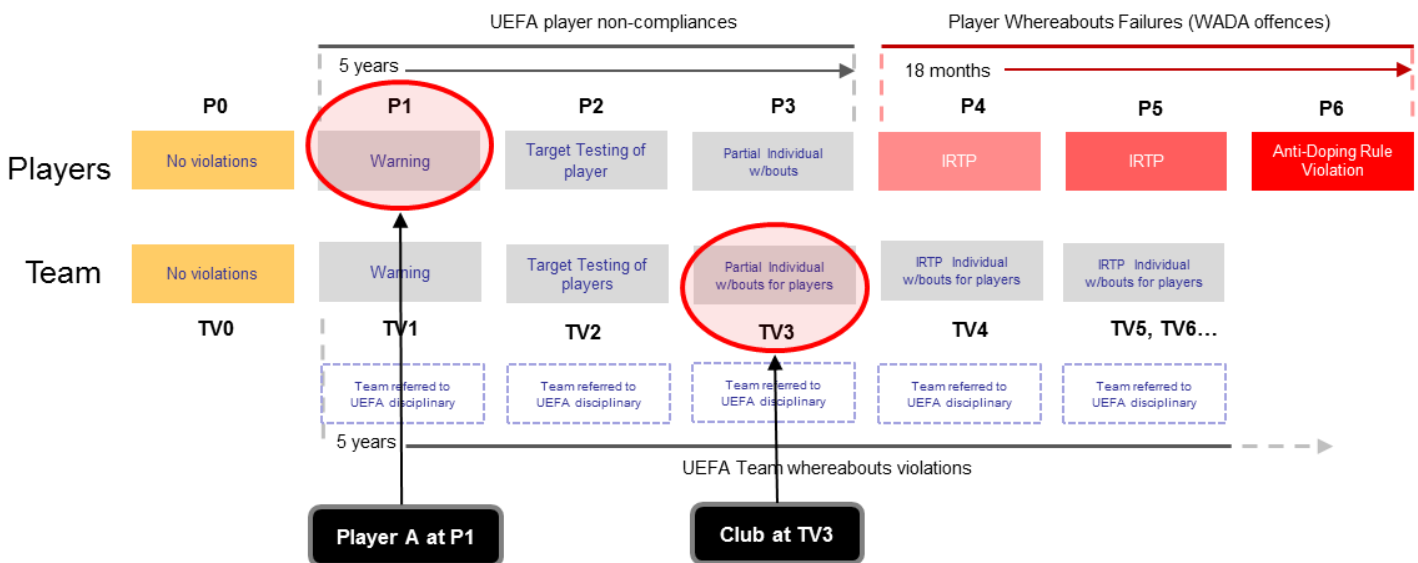 UEFA player non-compliances
Player Whereabouts Failures (WADA offences)
5 years
18 months
P0
P1
P2
P3
P4
P5
P6
Players
No violations
Warning
Target Testing of
player
Partial Individual
w/bouts
IRTP
IRTP
Anti-Doping Rule
Violation
Team
No violations
Warning
Target Testing of
players
Partial Individual
w/bouts for players
IRTP Individual
w/bouts for players
IRTP Individual
w/bouts for players
TV0
TV1
TV2
TV3
TV4
TV5, TV6...
Team referred to
UEFA disciplinary
Team referred to
UEFA disciplinary
Team referred to
UEFA disciplinary
Team referred to
UEFA disciplinary
Team referred to
UEFA disciplinary
5 years
UEFA Team whereabouts violations
Player A at P1
Club at TV3